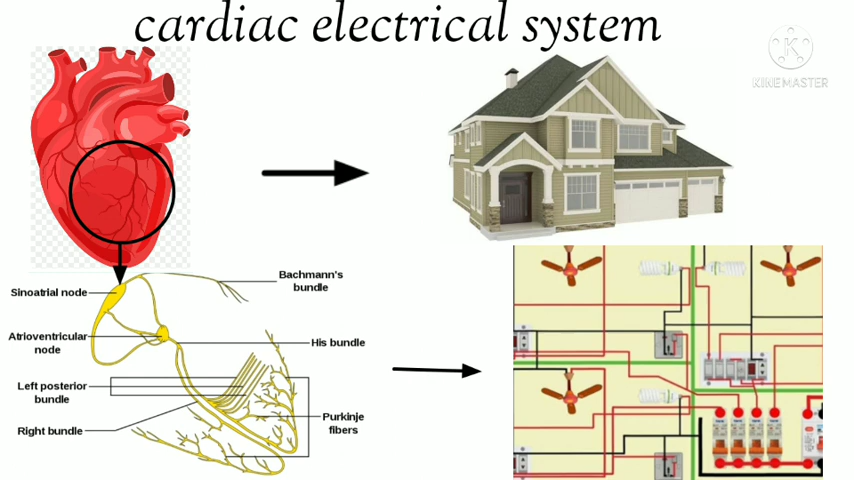 cardiac electrical system
K
KINEMASTER
Bachmann's
bundle
Sinoatrial node
Atrioventricular
node
His bundle
Left posterior
bundle
Purkinje
fibers
Right bundle